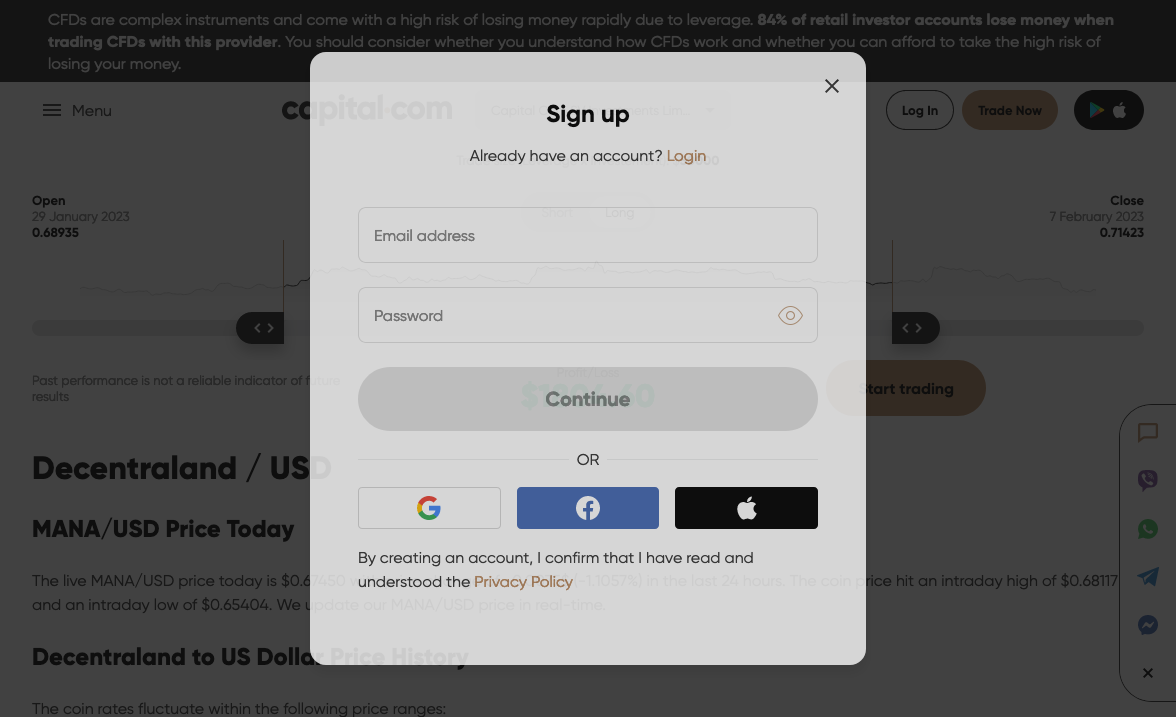 CFDs are complex instruments and come with a high risk of losing money rapidly due to leverage. 84% of retail investor accounts lose money when
trading CFDs with this provider. You should consider whether you understand how CFDs work and whether you can afford to take the high risk of
losing your money.
Menu
capital.com
Log In
Trade Now
Sign up
Already have an account? Login
Open
29 January 2023
0.68935
Short
Long
Close
7 February 2023
0.71423
Email address
Password
Past performance is not a reliable indicator of future
results
Continue
Start trading
OR
Decentraland / USD
MANA/USD Price Today
By creating an account, I confirm that I have read and
understood the Privacy Policy
The live MANA/USD price today is $0.67450 (-1.1057%) in the last 24 hours. The coin price hit an intraday high of $0.68117
and an intraday low of $0.65404. We update our MANA/USD price in real-time.
Decentraland to US Dollar Price History
The coin rates fluctuate within the following price ranges: